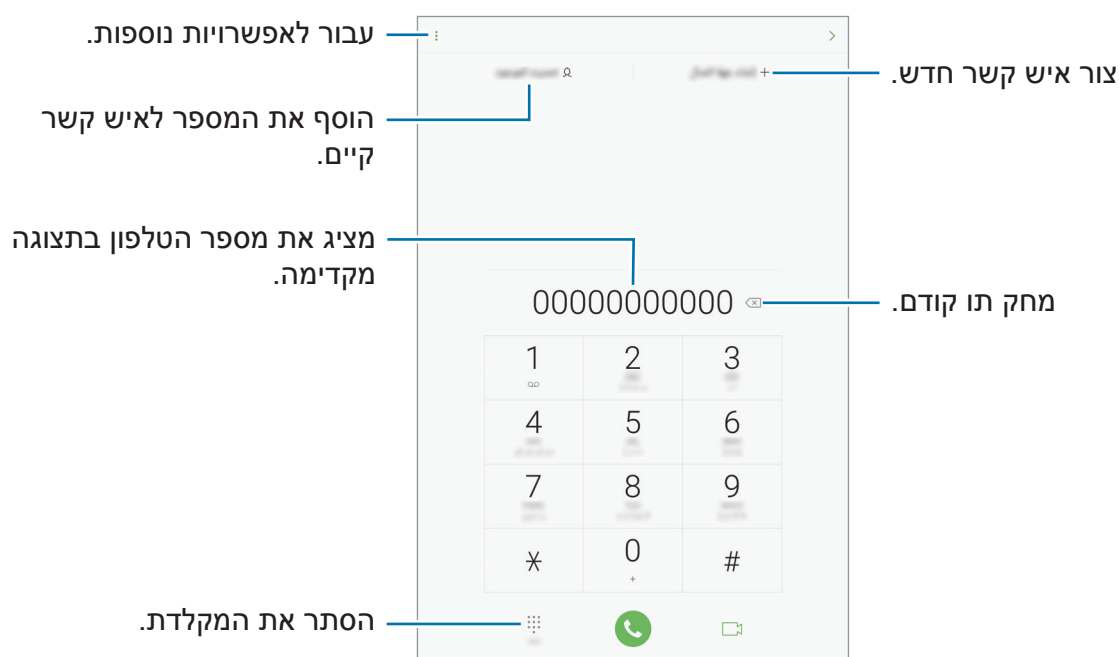 עבור לאפשרויות נוספות.
צור איש קשר חדש.
הוסף את המספר לאיש קשר
קיים.
מציג את מספר הטלפון בתצוגה
מקדימה.
00000000000
מחק תו קודם.
1 2 3
4 5 6
7 8 9
* 0 #
+
הסתר את המקלדת.